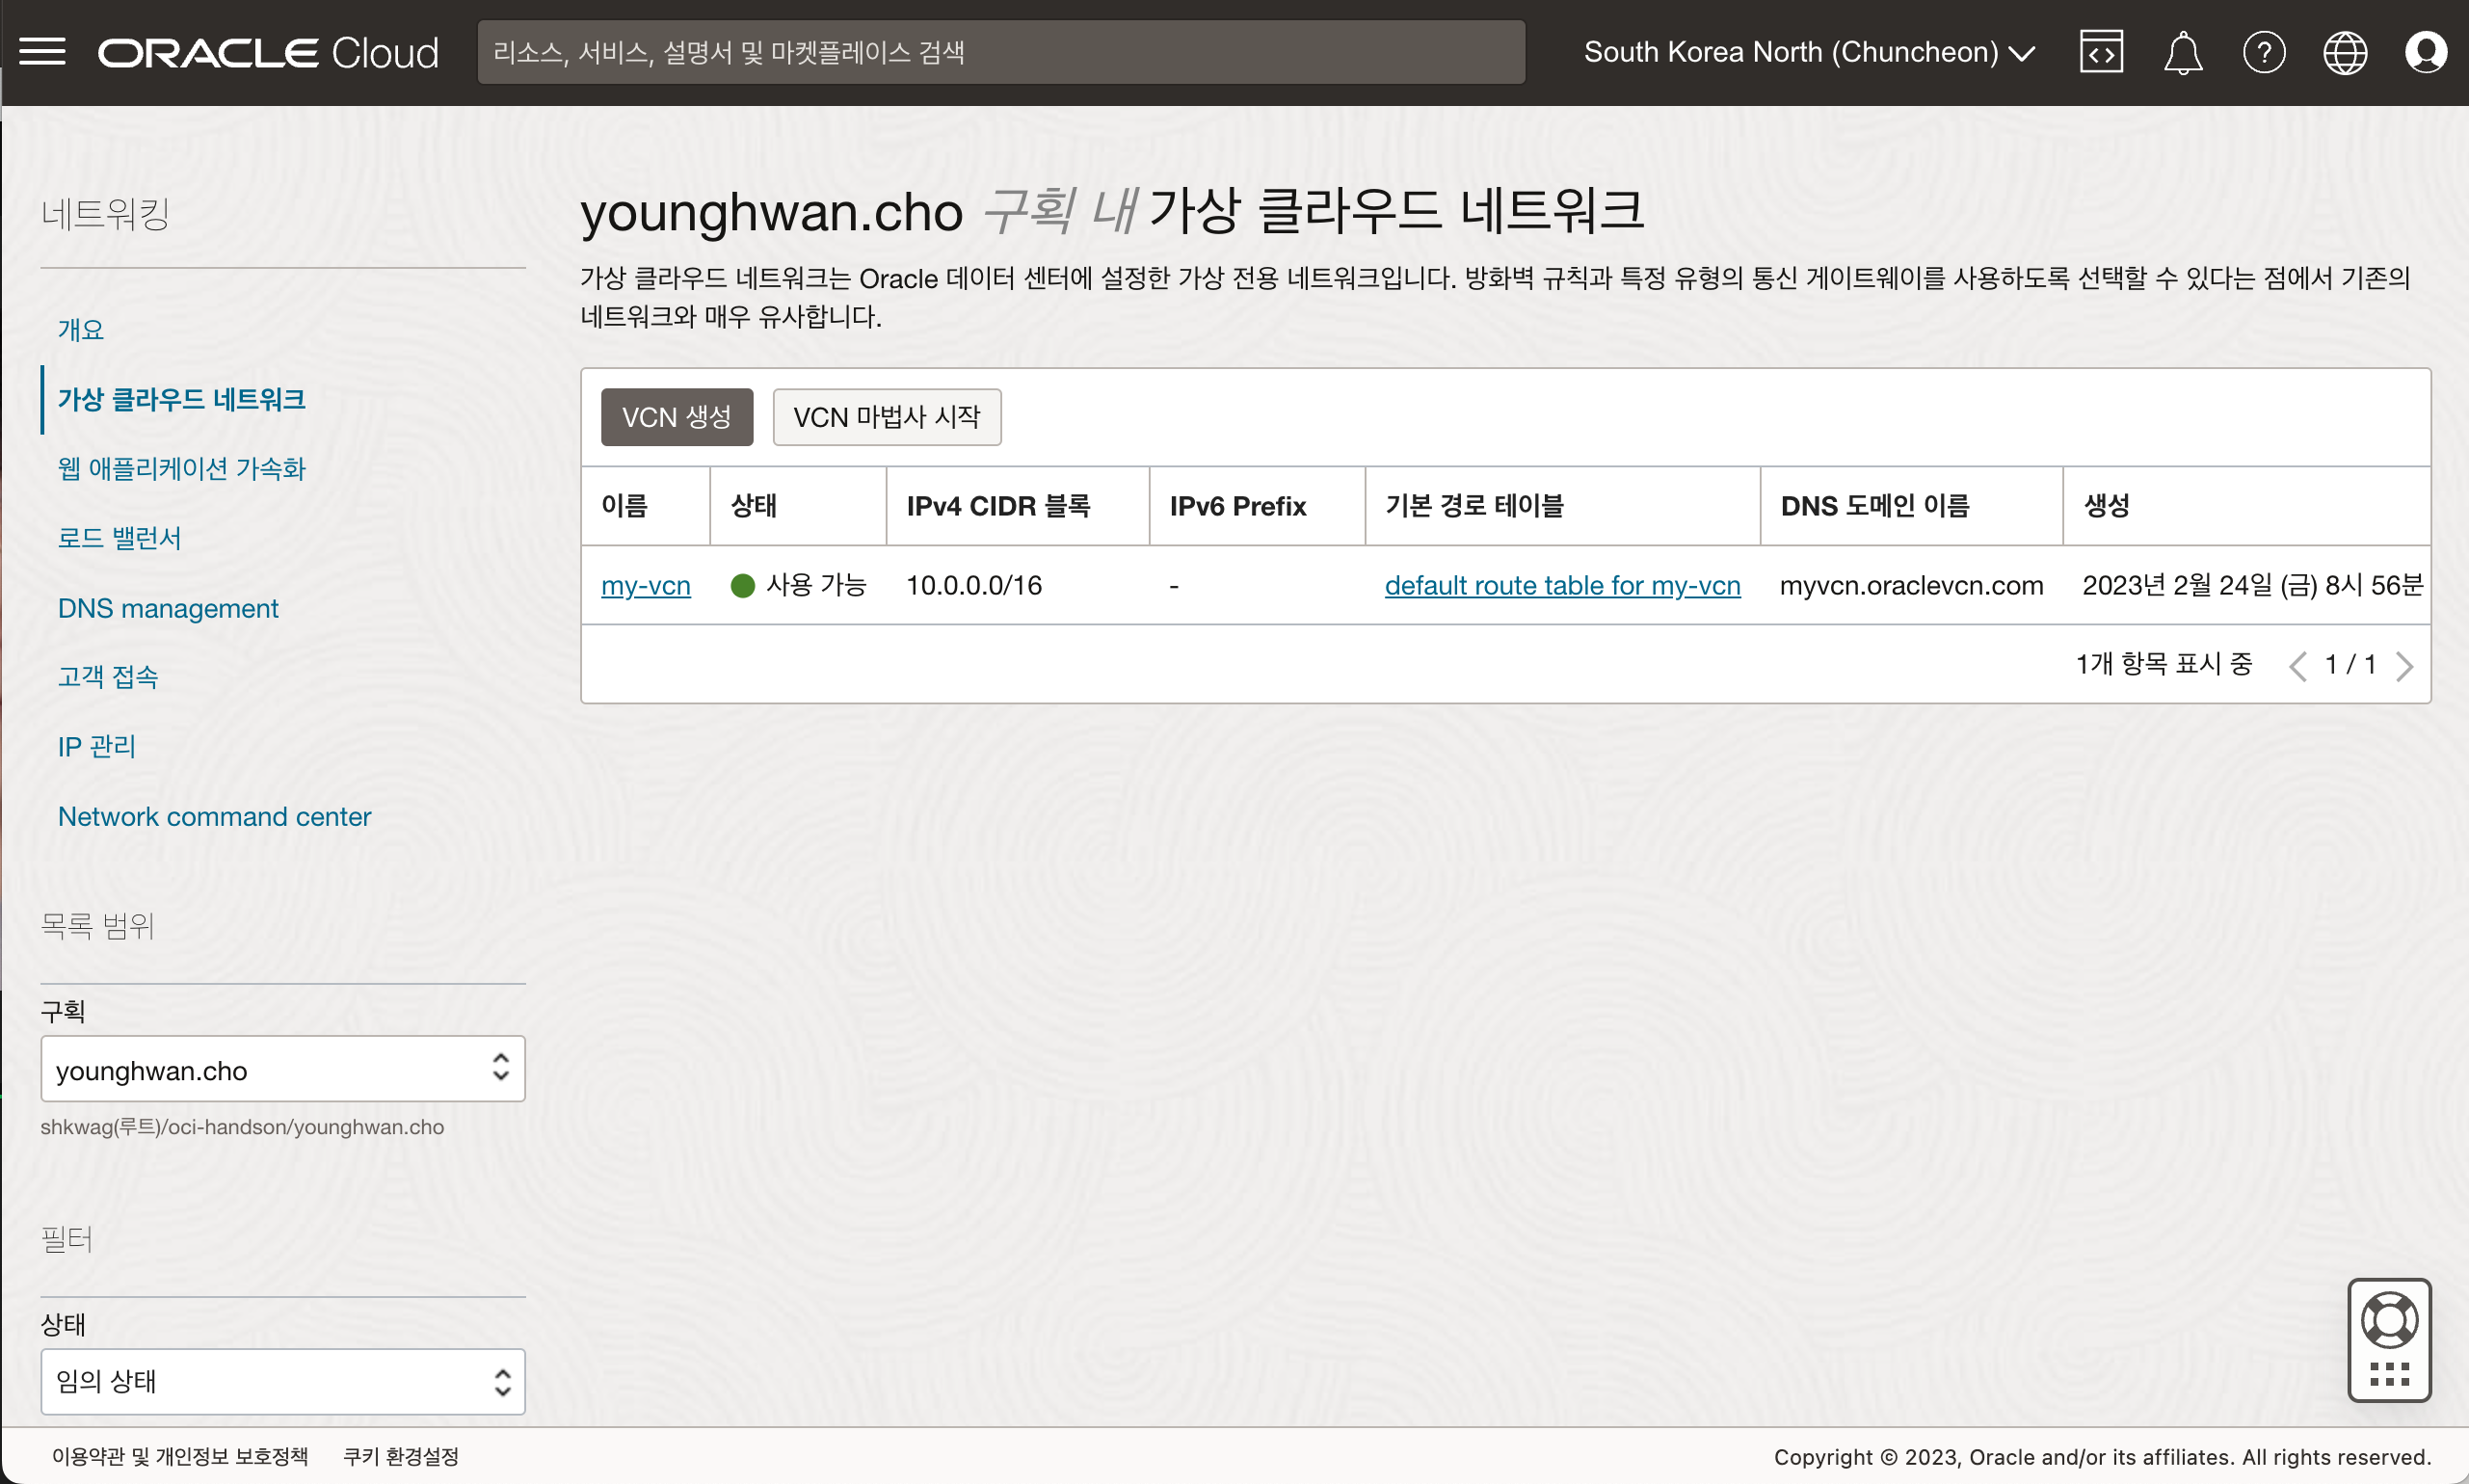 ORACLE Cloud
리소스, 서비스, 설명서 및 마켓플레이스 검색
South Korea North (Chuncheon)
네트워킹
개요
가상 클라우드 네트워크
웹 애플리케이션 가속화
로드 밸런서
DNS management
고객 접속
IP 관리
Network command center
목록 범위
구획
younghwan.cho
shkwag(루트)/oci-handson/younghwan.cho
필터
상태
임의 상태
younghwan.cho 구획 내 가상 클라우드 네트워크
가상 클라우드 네트워크는 Oracle 데이터 센터에 설정한 가상 전용 네트워크입니다. 방화벽 규칙과 특정 유형의 통신 게이트웨이를 사용하도록 선택할 수 있다는 점에서 기존의
네트워크와 매우 유사합니다.
VCN 생성 VCN 마법사 시작
이름 상태 IPv4 CIDR 블록 IPv6 Prefix 기본 경로 테이블 DNS 도메인 이름 생성
my-vcn 사용 가능 10.0.0.0/16 - default route table for my-vcn myvcn.oraclevcn.com 2023년 2월 24일 (금) 8시 56분
1개 항목 표시 중 1 / 1
이용약관 및 개인정보 보호정책 쿠키 환경설정
Copyright © 2023, Oracle and/or its affiliates. All rights reserved.